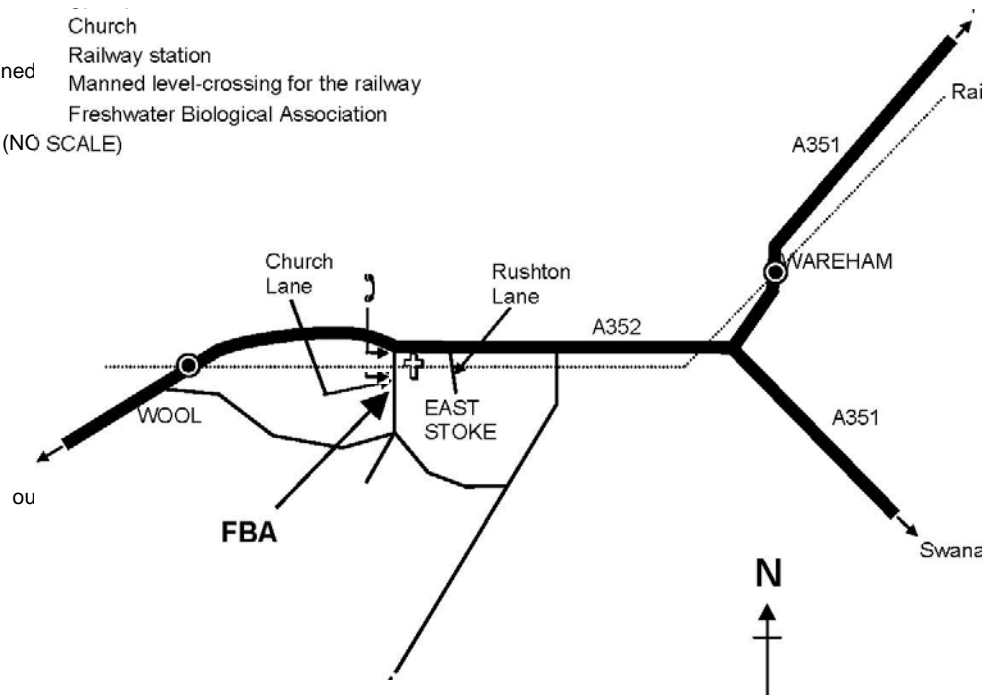 Church
Railway station
ned
Manned level-crossing for the railway
Freshwater Biological Association
(NO SCALE)
A351
Rai
WAREHAM
Church
Lane
Rushton
Lane
A352
WOOL
EAST
STOKE
A351
ou
FBA
Swana
N